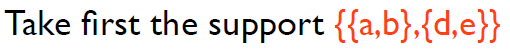 Take first the support {{a,b},{d,e}}